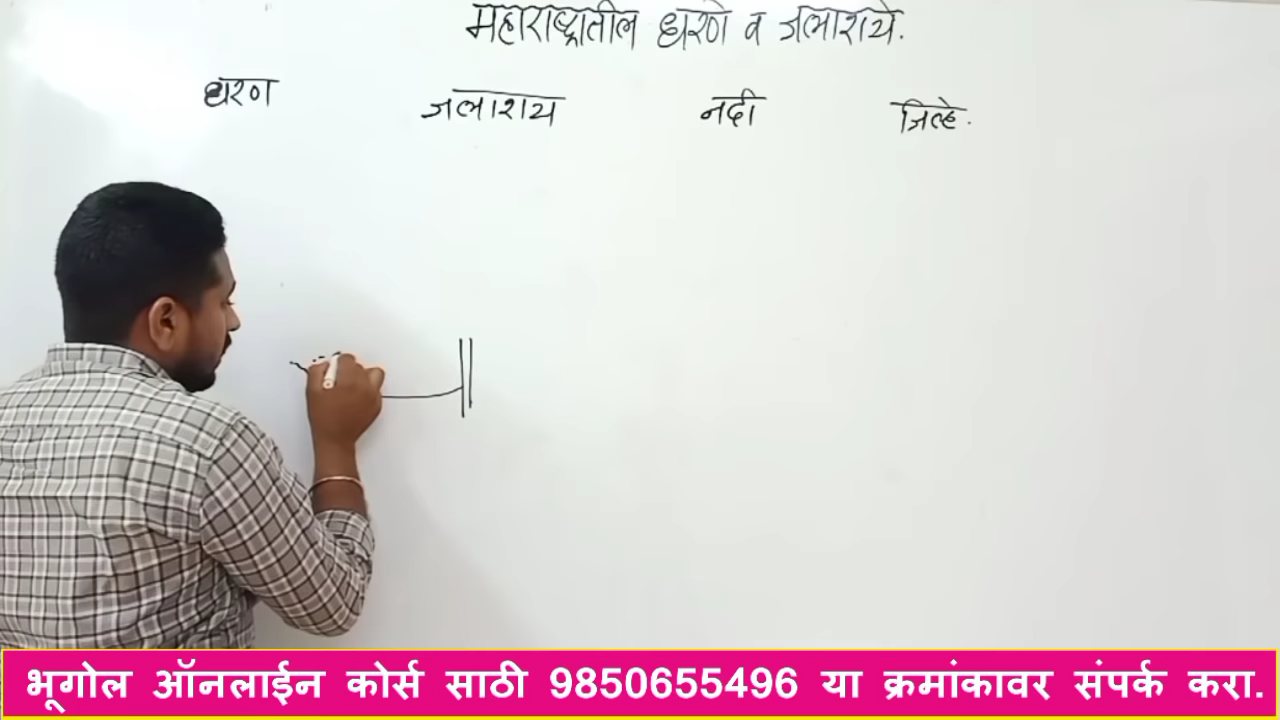 महाराष्ट्रातील धरणे व जलाशये.
धरण जलाशय नदी जिल्हे.
भूगोल ऑनलाईन कोर्स साठी 9850655496 या क्रमांकावर संपर्क करा.